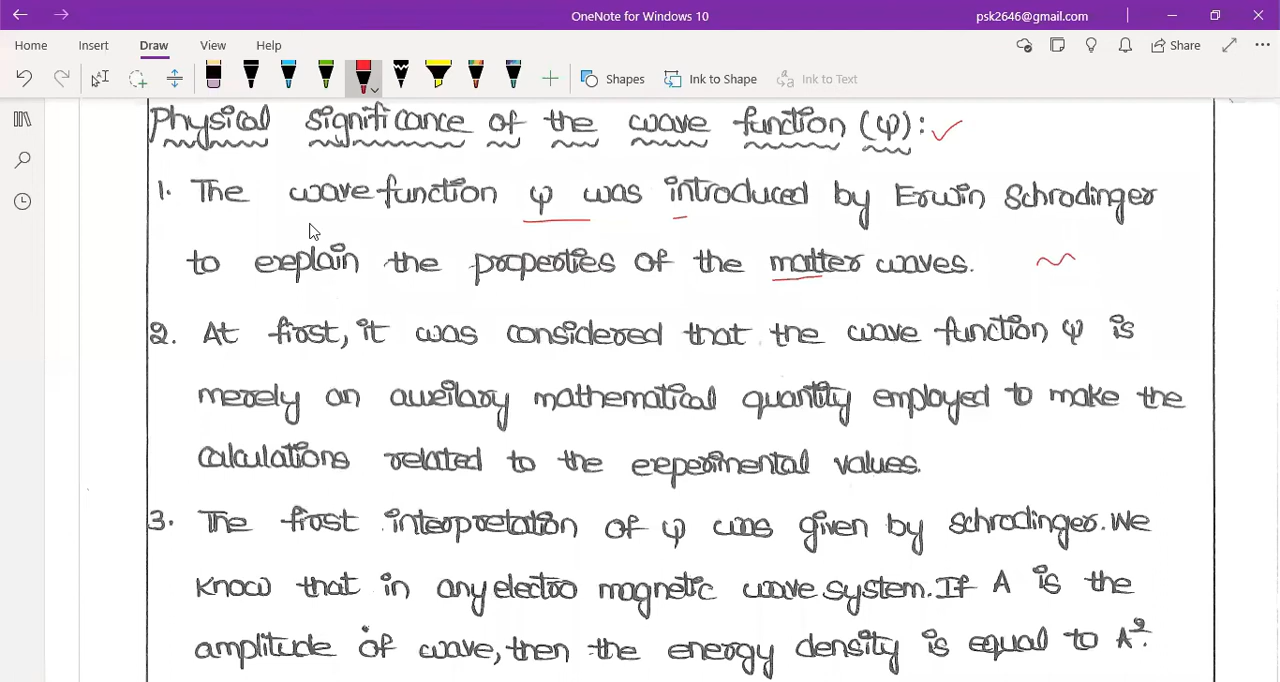 OneNote for Windows 10
psk2646@gmail.com
Home Insert Draw View Help
Share
Shapes Ink to Shape Ink to Text
Physical significance of the wave function (ψ):
1. The wavefunction ψ was introduced by Erwin Schrodinger
to explain the properties of the matter waves.
2. At first, it was considered that the wave function ψ is
merely an auxilary mathematical quantity employed to make the
calculations related to the experimental values.
3. The first interpretation of ψ was given by schrodinger. We
know that in any electro magnetic wave system. If A is the
amplitude of wave, then the energy density is equal to A².